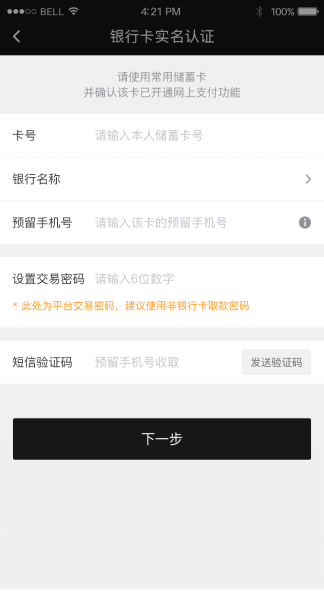 BELL 4:21 PM 100%
银行卡实名认证
请使用常用储蓄卡
并确认该卡已开通网上支付功能
卡号 请输入本人储蓄卡号
银行名称
预留手机号 请输入该卡的预留手机号
设置交易密码 请输入6位数字
* 此处为平台交易密码，建议使用非银行卡取款密码
短信验证码 预留手机号收取 发送验证码
下一步